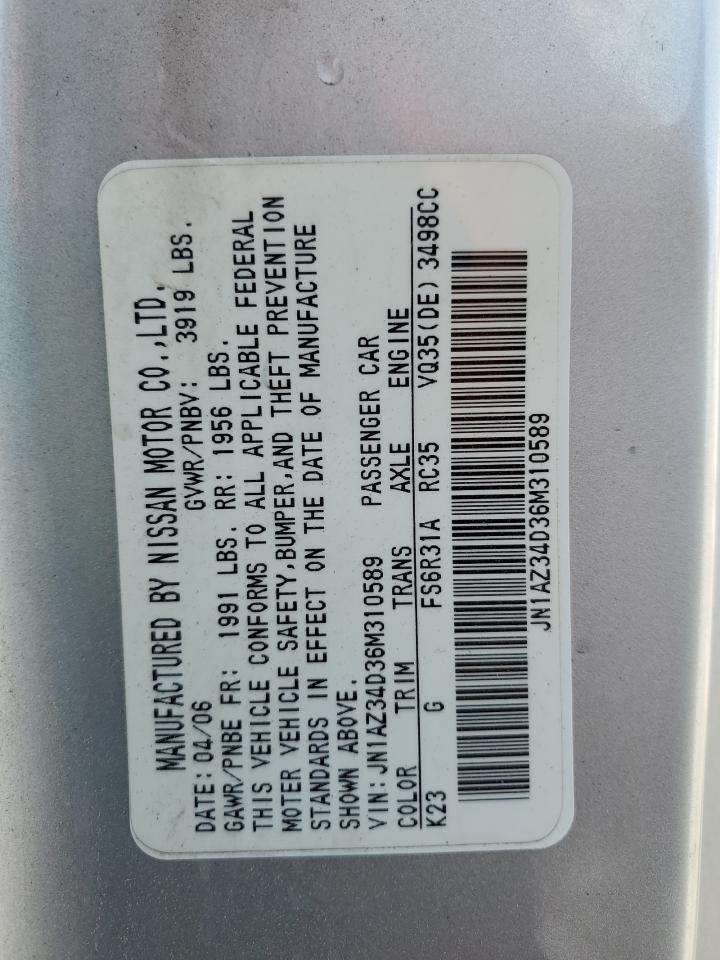 MANUFACTURED BY NISSAN MOTOR CO.,LTD.
DATE: 04/06 GVWR/PNBV: 3919 LBS.
GAWR/PNBE FR: 1991 LBS. RR: 1956 LBS.
THIS VEHICLE CONFORMS TO ALL APPLICABLE FEDERAL
MOTER VEHICLE SAFETY,BUMPER,AND THEFT PREVENTION
STANDARDS IN EFFECT ON THE DATE OF MANUFACTURE
SHOWN ABOVE.
VIN: JN1AZ34D36M310589 PASSENGER CAR
COLOR TRIM TRANS AXLE ENGINE
K23 G FS6R31A RC35 VQ35(DE) 3498CC
JN1AZ34D36M310589